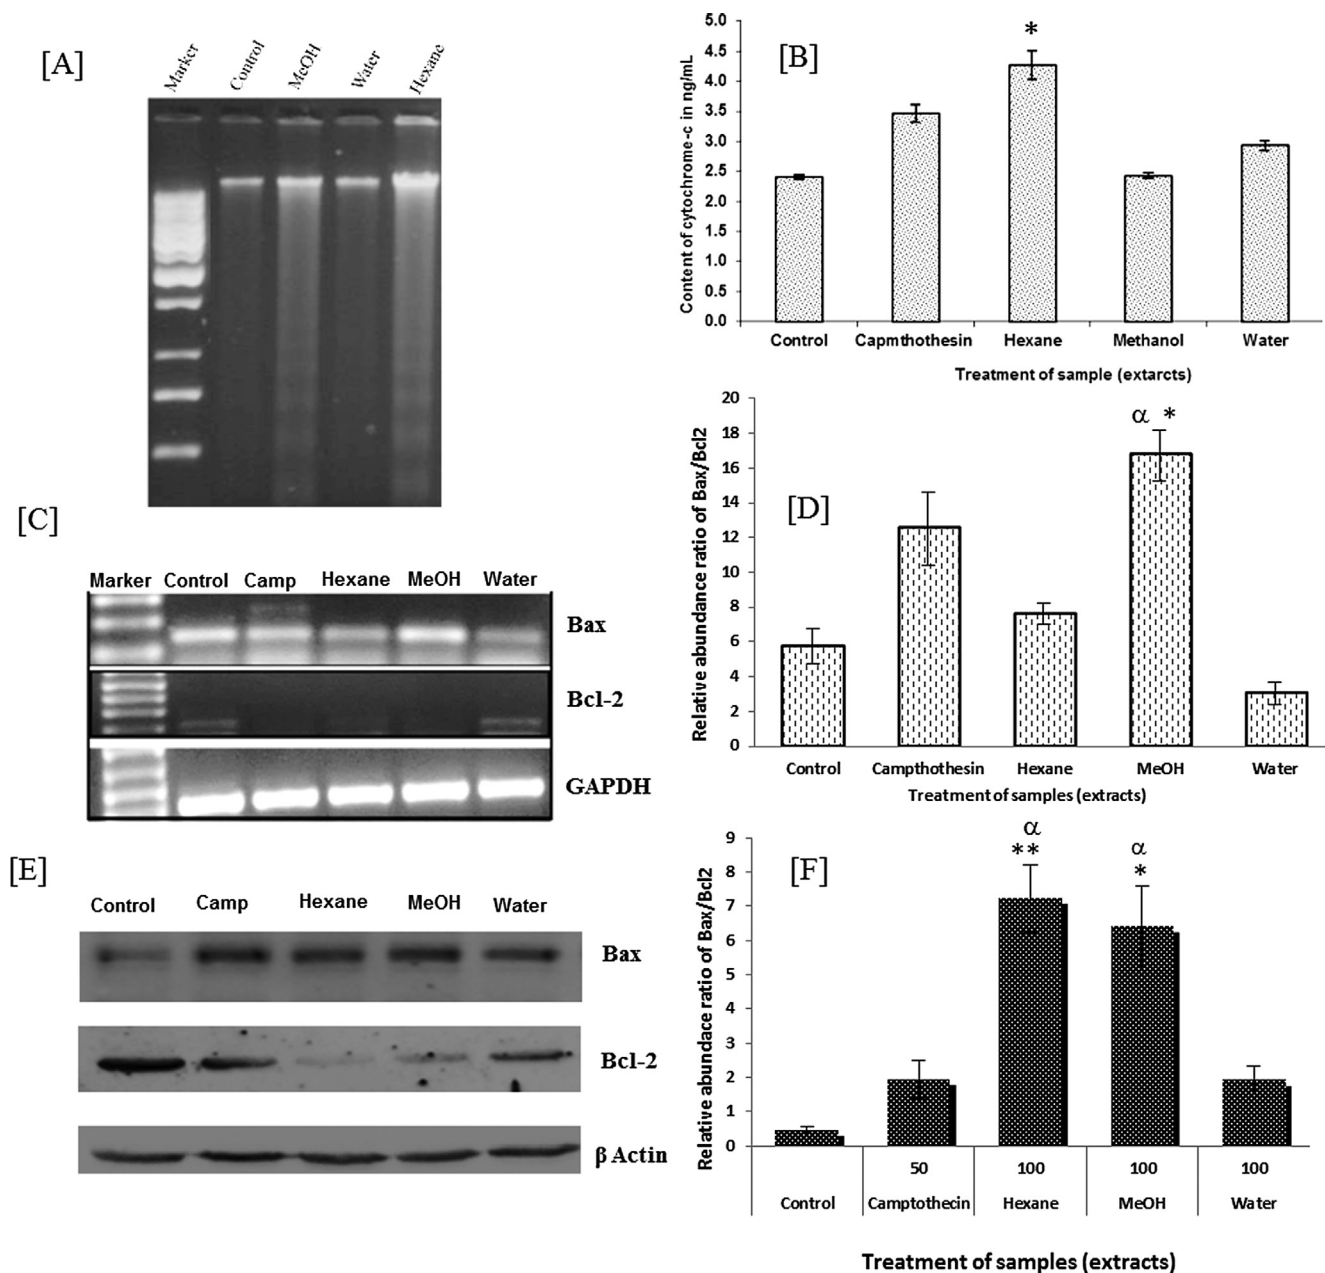 [A]
Marker Control MeOH Water Hexane
[B]
*
Content of cytochrome-c in ng/mL
5.0
4.5
4.0
3.5
3.0
2.5
2.0
1.5
1.0
0.5
0.0
Control Capmthothesin Hexane Methanol Water
Treatment of sample (extarcts)
[C]
Marker Control Camp Hexane MeOH Water
Bax
Bcl-2
GAPDH
[D]
α *
Relative abundance ratio of Bax/Bcl2
20
18
16
14
12
10
8
6
4
2
0
Control Campthothesin Hexane MeOH Water
Treatment of samples (extracts)
[E]
Control Camp Hexane MeOH Water
Bax
Bcl-2
β Actin
[F]
α
**
α
*
Relative abundace ratio of Bax/Bcl2
9
8
7
6
5
4
3
2
1
0
50 100 100 100
Control Camptothecin Hexane MeOH Water
Treatment of samples (extracts)